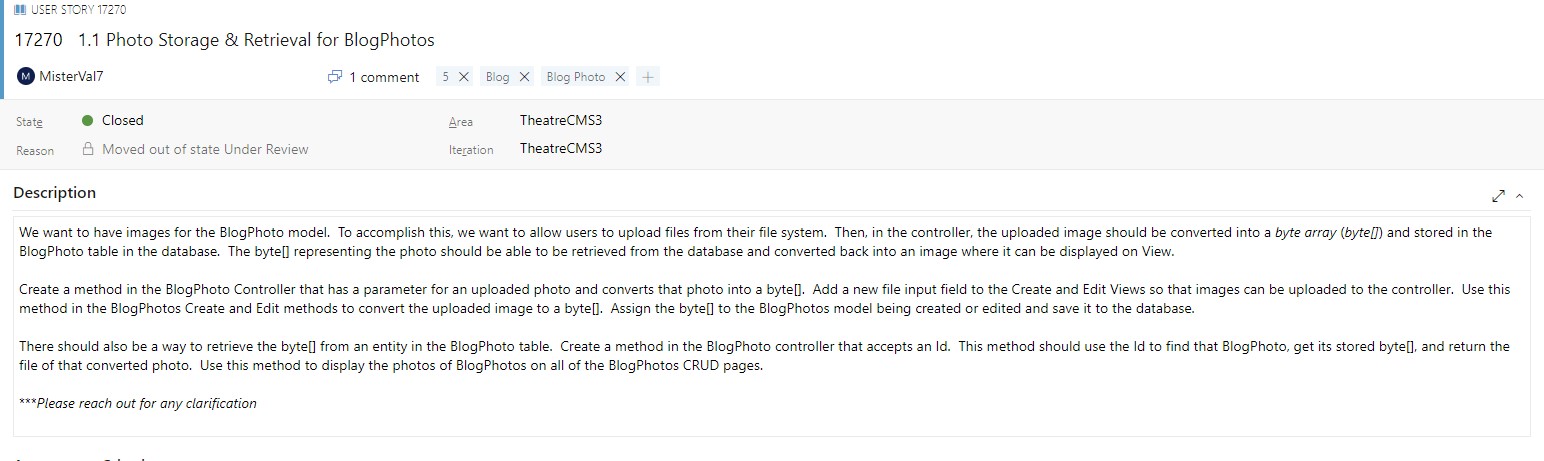 USER STORY 17270
17270 1.1 Photo Storage & Retrieval for BlogPhotos
M MisterVal7 1 comment 5 Blog Blog Photo
State Closed Area TheatreCMS3
Reason Moved out of state Under Review Iteration TheatreCMS3
Description
We want to have images for the BlogPhoto model. To accomplish this, we want to allow users to upload files from their file system. Then, in the controller, the uploaded image should be converted into a byte array (byte[]) and stored in the
BlogPhoto table in the database. The byte[] representing the photo should be able to be retrieved from the database and converted back into an image where it can be displayed on View.
Create a method in the BlogPhoto Controller that has a parameter for an uploaded photo and converts that photo into a byte[]. Add a new file input field to the Create and Edit Views so that images can be uploaded to the controller. Use this
method in the BlogPhotos Create and Edit methods to convert the uploaded image to a byte[]. Assign the byte[] to the BlogPhotos model being created or edited and save it to the database.
There should also be a way to retrieve the byte[] from an entity in the BlogPhoto table. Create a method in the BlogPhoto controller that accepts an Id. This method should use the Id to find that BlogPhoto, get its stored byte[], and return the
file of that converted photo. Use this method to display the photos of BlogPhotos on all of the BlogPhotos CRUD pages.
***Please reach out for any clarification